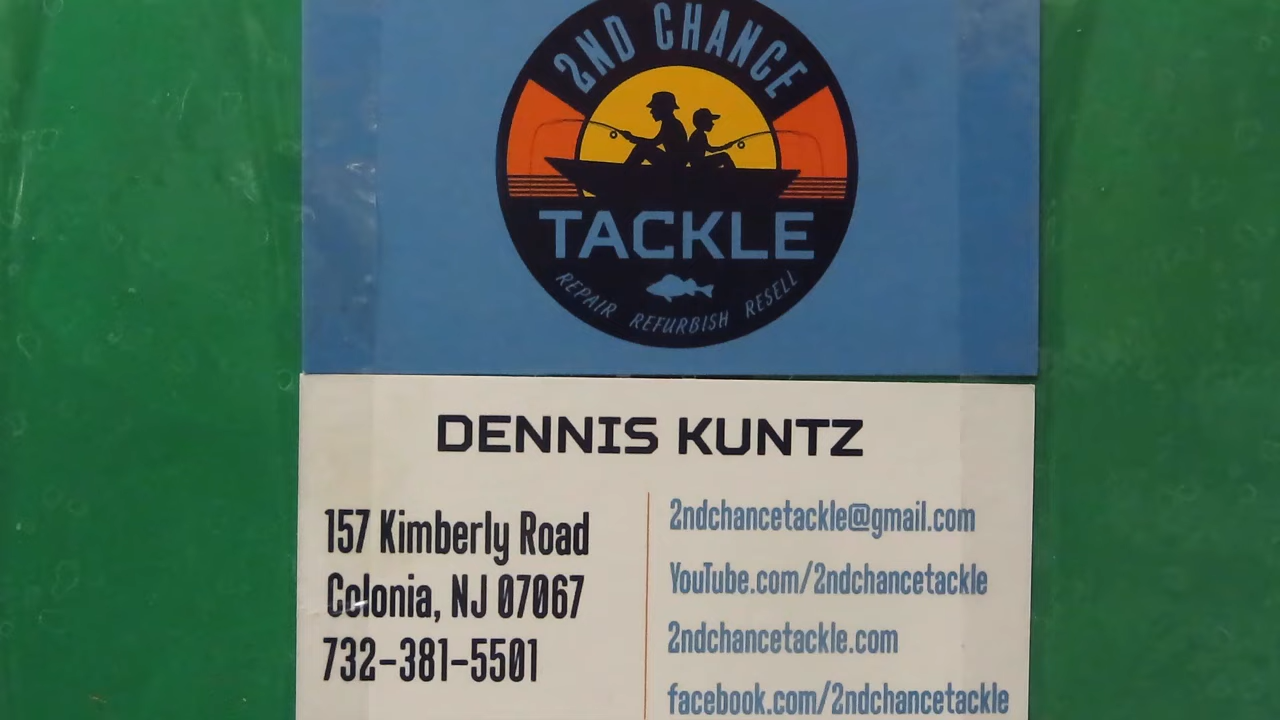 2ND CHANCE
TACKLE
REPAIR REFURBISH RESELL
DENNIS KUNTZ
157 Kimberly Road
Colonia, NJ 07067
732-381-5501
2ndchancetackle@gmail.com
YouTube.com/2ndchancetackle
2ndchancetackle.com
facebook.com/2ndchancetackle